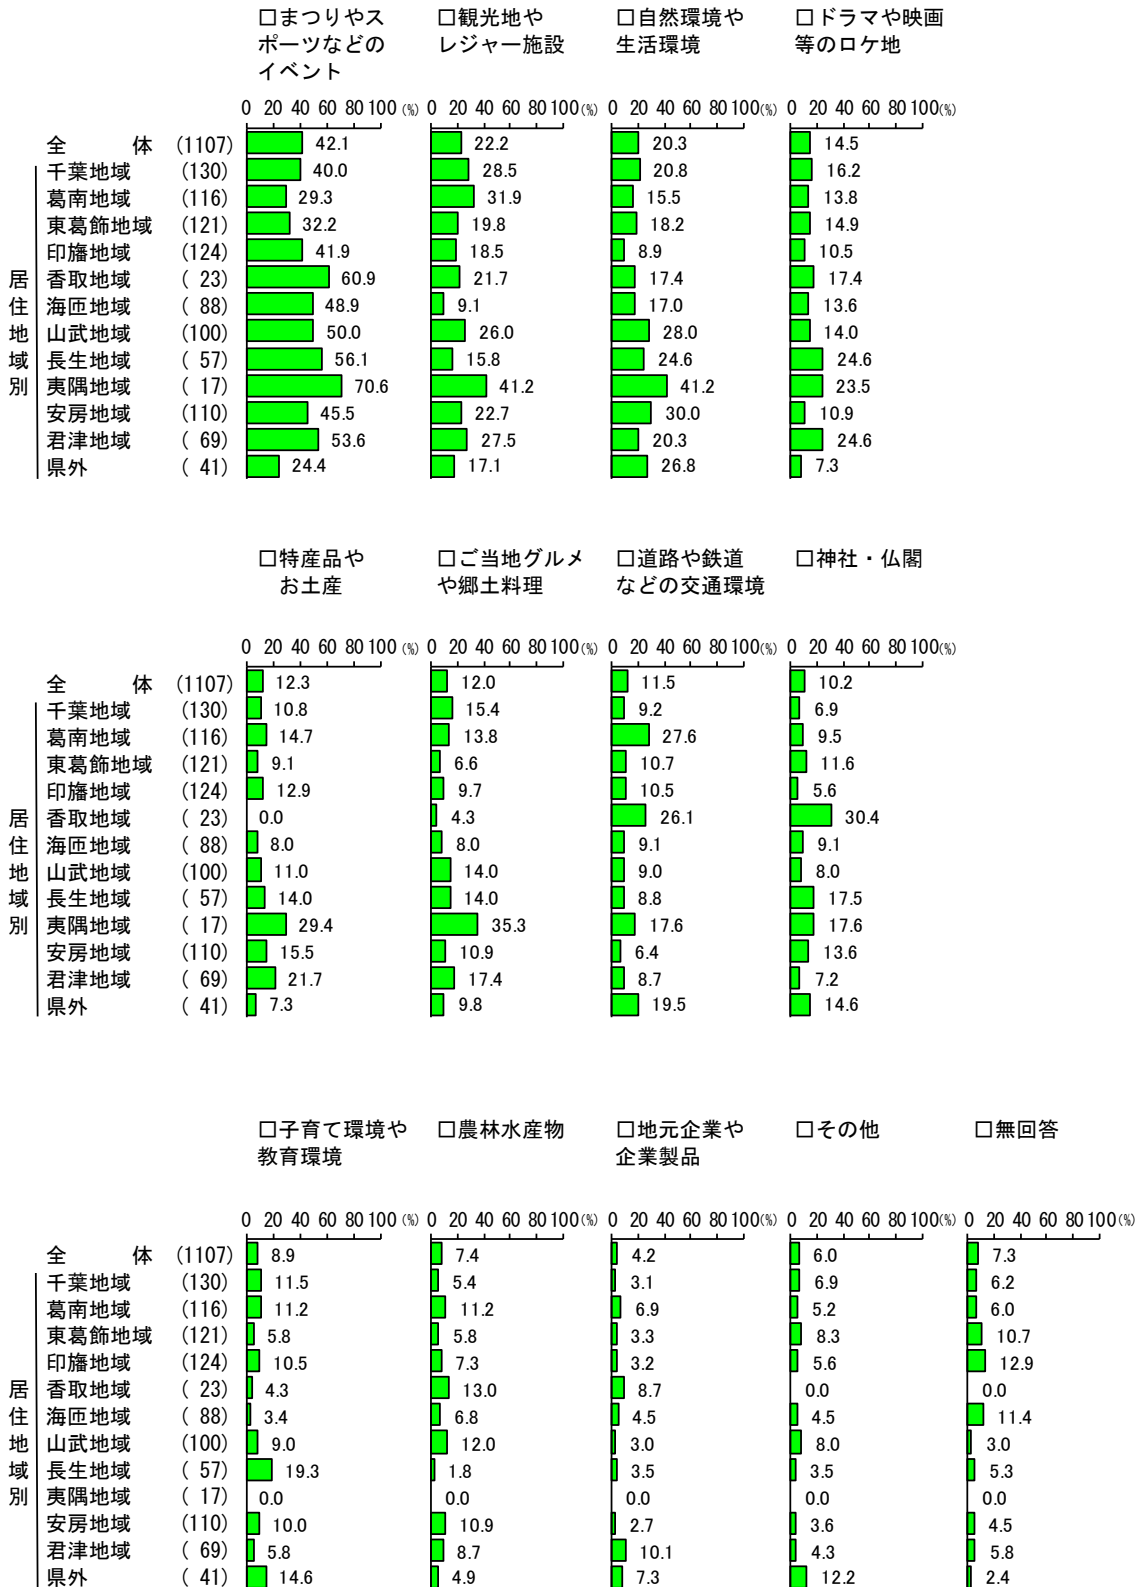 □まつりやス □観光地や □自然環境や □ドラマや映画
ポーツなどの レジャー施設 生活環境 等のロケ地
イベント
0 20 40 60 80 100 (%) 0 20 40 60 80 100 (%) 0 20 40 60 80 100 (%) 0 20 40 60 80 100 (%)
全 体 (1107) 42.1 22.2 20.3 14.5
千葉地域 (130) 40.0 28.5 20.8 16.2
葛南地域 (116) 29.3 31.9 15.5 13.8
東葛飾地域 (121) 32.2 19.8 18.2 14.9
印旛地域 (124) 41.9 18.5 8.9 10.5
居 香取地域 ( 23) 60.9 21.7 17.4 17.4
住 海匝地域 ( 88) 48.9 9.1 17.0 13.6
地 山武地域 (100) 50.0 26.0 28.0 14.0
域 長生地域 ( 57) 56.1 15.8 24.6 24.6
別 夷隅地域 ( 17) 70.6 41.2 41.2 23.5
安房地域 (110) 45.5 22.7 30.0 10.9
君津地域 ( 69) 53.6 27.5 20.3 24.6
県外 ( 41) 24.4 17.1 26.8 7.3
□特産品や □ご当地グルメ □道路や鉄道 □神社・仏閣
お土産 や郷土料理 などの交通環境
0 20 40 60 80 100 (%) 0 20 40 60 80 100 (%) 0 20 40 60 80 100 (%) 0 20 40 60 80 100 (%)
全 体 (1107) 12.3 12.0 11.5 10.2
千葉地域 (130) 10.8 15.4 9.2 6.9
葛南地域 (116) 14.7 13.8 27.6 9.5
東葛飾地域 (121) 9.1 6.6 10.7 11.6
印旛地域 (124) 12.9 9.7 10.5 5.6
居 香取地域 ( 23) 0.0 4.3 26.1 30.4
住 海匝地域 ( 88) 8.0 8.0 9.1 9.1
地 山武地域 (100) 11.0 14.0 9.0 8.0
域 長生地域 ( 57) 14.0 14.0 8.8 17.5
別 夷隅地域 ( 17) 29.4 35.3 17.6 17.6
安房地域 (110) 15.5 10.9 6.4 13.6
君津地域 ( 69) 21.7 17.4 8.7 7.2
県外 ( 41) 7.3 9.8 19.5 14.6
□子育て環境や □農林水産物 □地元企業や □その他 □無回答
教育環境 企業製品
0 20 40 60 80 100 (%) 0 20 40 60 80 100 (%) 0 20 40 60 80 100 (%) 0 20 40 60 80 100 (%) 0 20 40 60 80 100 (%)
全 体 (1107) 8.9 7.4 4.2 6.0 7.3
千葉地域 (130) 11.5 5.4 3.1 6.9 6.2
葛南地域 (116) 11.2 11.2 6.9 5.2 6.0
東葛飾地域 (121) 5.8 5.8 3.3 8.3 10.7
印旛地域 (124) 10.5 7.3 3.2 5.6 12.9
居 香取地域 ( 23) 4.3 13.0 8.7 0.0 0.0
住 海匝地域 ( 88) 3.4 6.8 4.5 4.5 11.4
地 山武地域 (100) 9.0 12.0 3.0 8.0 3.0
域 長生地域 ( 57) 19.3 1.8 3.5 3.5 5.3
別 夷隅地域 ( 17) 0.0 0.0 0.0 0.0 0.0
安房地域 (110) 10.0 10.9 2.7 3.6 4.5
君津地域 ( 69) 5.8 8.7 10.1 4.3 5.8
県外 ( 41) 14.6 4.9 7.3 12.2 2.4